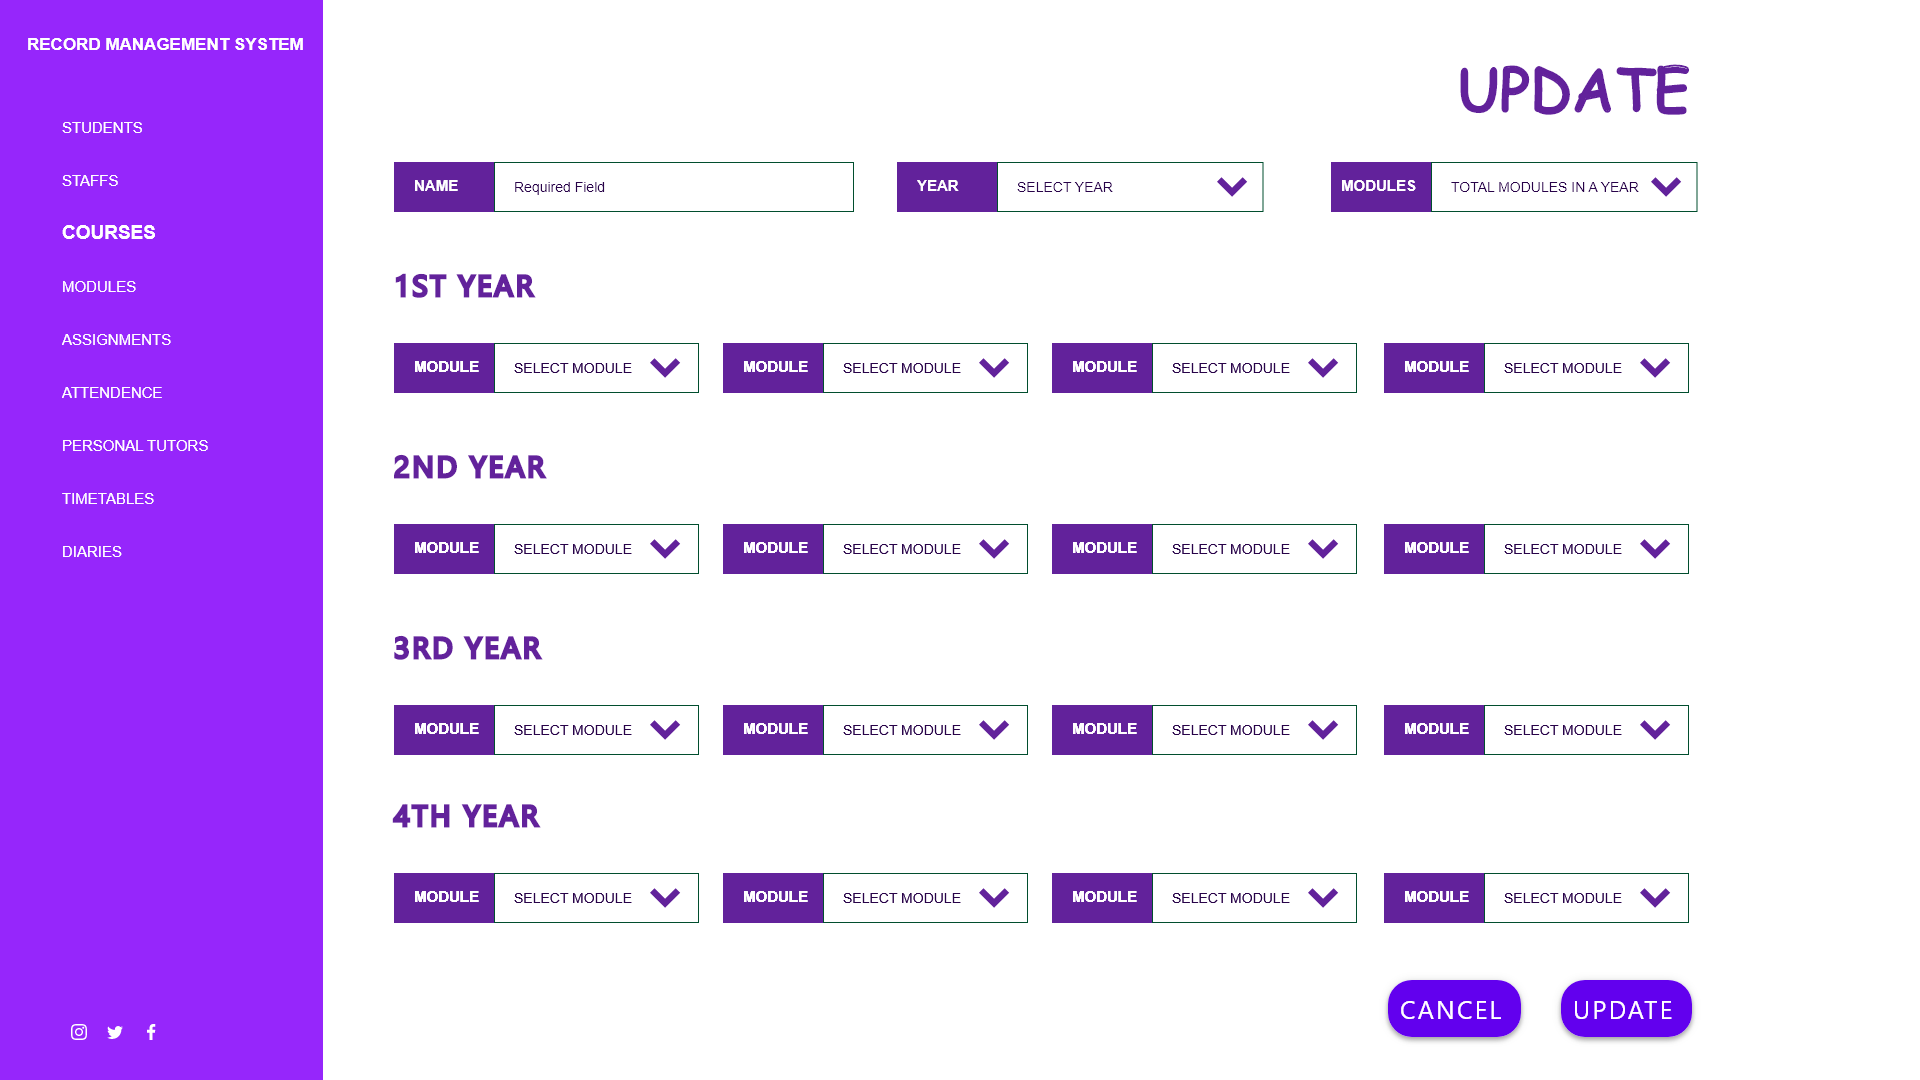 RECORD MANAGEMENT SYSTEM
STUDENTS
STAFFS
COURSES
MODULES
ASSIGNMENTS
ATTENDENCE
PERSONAL TUTORS
TIMETABLES
DIARIES
UPDATE
NAME Required Field YEAR SELECT YEAR MODULES TOTAL MODULES IN A YEAR
1ST YEAR
MODULE SELECT MODULE MODULE SELECT MODULE MODULE SELECT MODULE MODULE SELECT MODULE
2ND YEAR
MODULE SELECT MODULE MODULE SELECT MODULE MODULE SELECT MODULE MODULE SELECT MODULE
3RD YEAR
MODULE SELECT MODULE MODULE SELECT MODULE MODULE SELECT MODULE MODULE SELECT MODULE
4TH YEAR
MODULE SELECT MODULE MODULE SELECT MODULE MODULE SELECT MODULE MODULE SELECT MODULE
CANCEL UPDATE